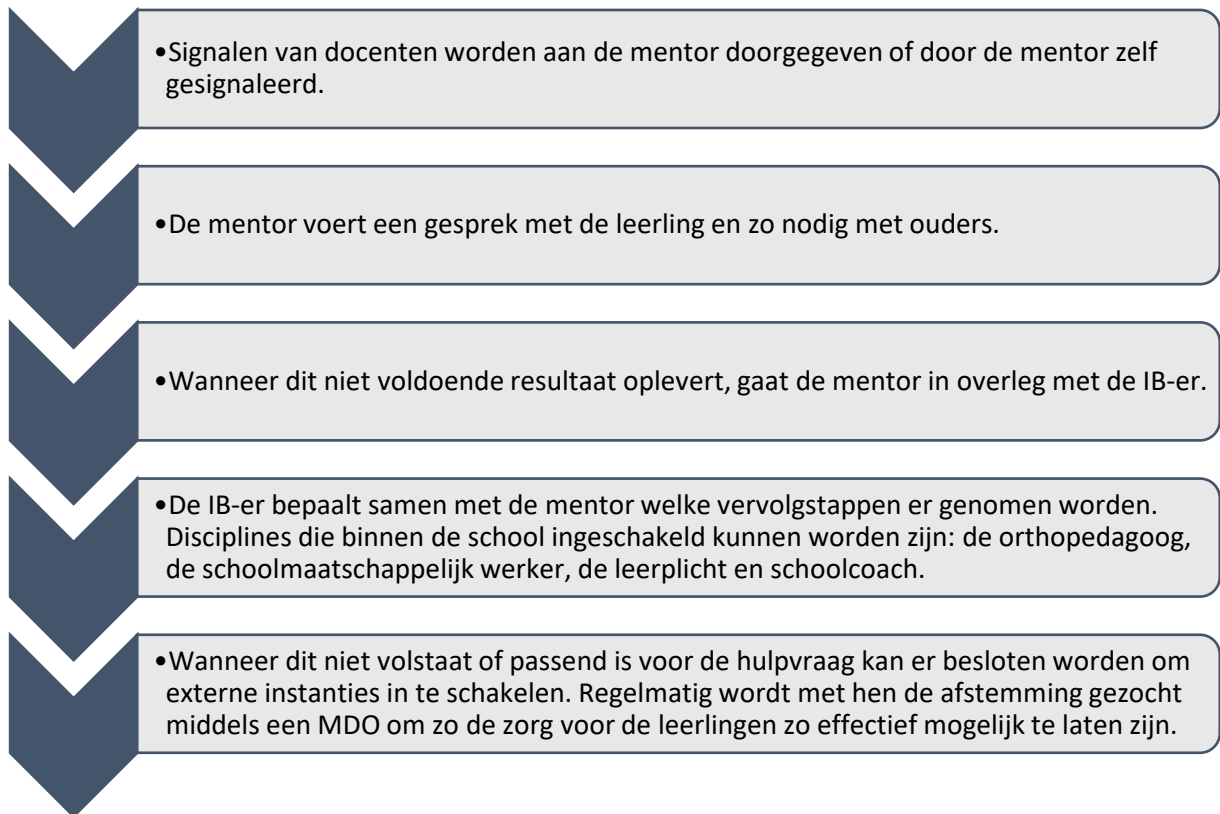 •Signalen van docenten worden aan de mentor doorgegeven of door de mentor zelf
gesignaleerd.
•De mentor voert een gesprek met de leerling en zo nodig met ouders.
•Wanneer dit niet voldoende resultaat oplevert, gaat de mentor in overleg met de IB-er.
•De IB-er bepaalt samen met de mentor welke vervolgstappen er genomen worden.
Disciplines die binnen de school ingeschakeld kunnen worden zijn: de orthopedagoog,
de schoolmaatschappelijk werker, de leerplicht en schoolcoach.
•Wanneer dit niet volstaat of passend is voor de hulpvraag kan er besloten worden om
externe instanties in te schakelen. Regelmatig wordt met hen de afstemming gezocht
middels een MDO om zo de zorg voor de leerlingen zo effectief mogelijk te laten zijn.